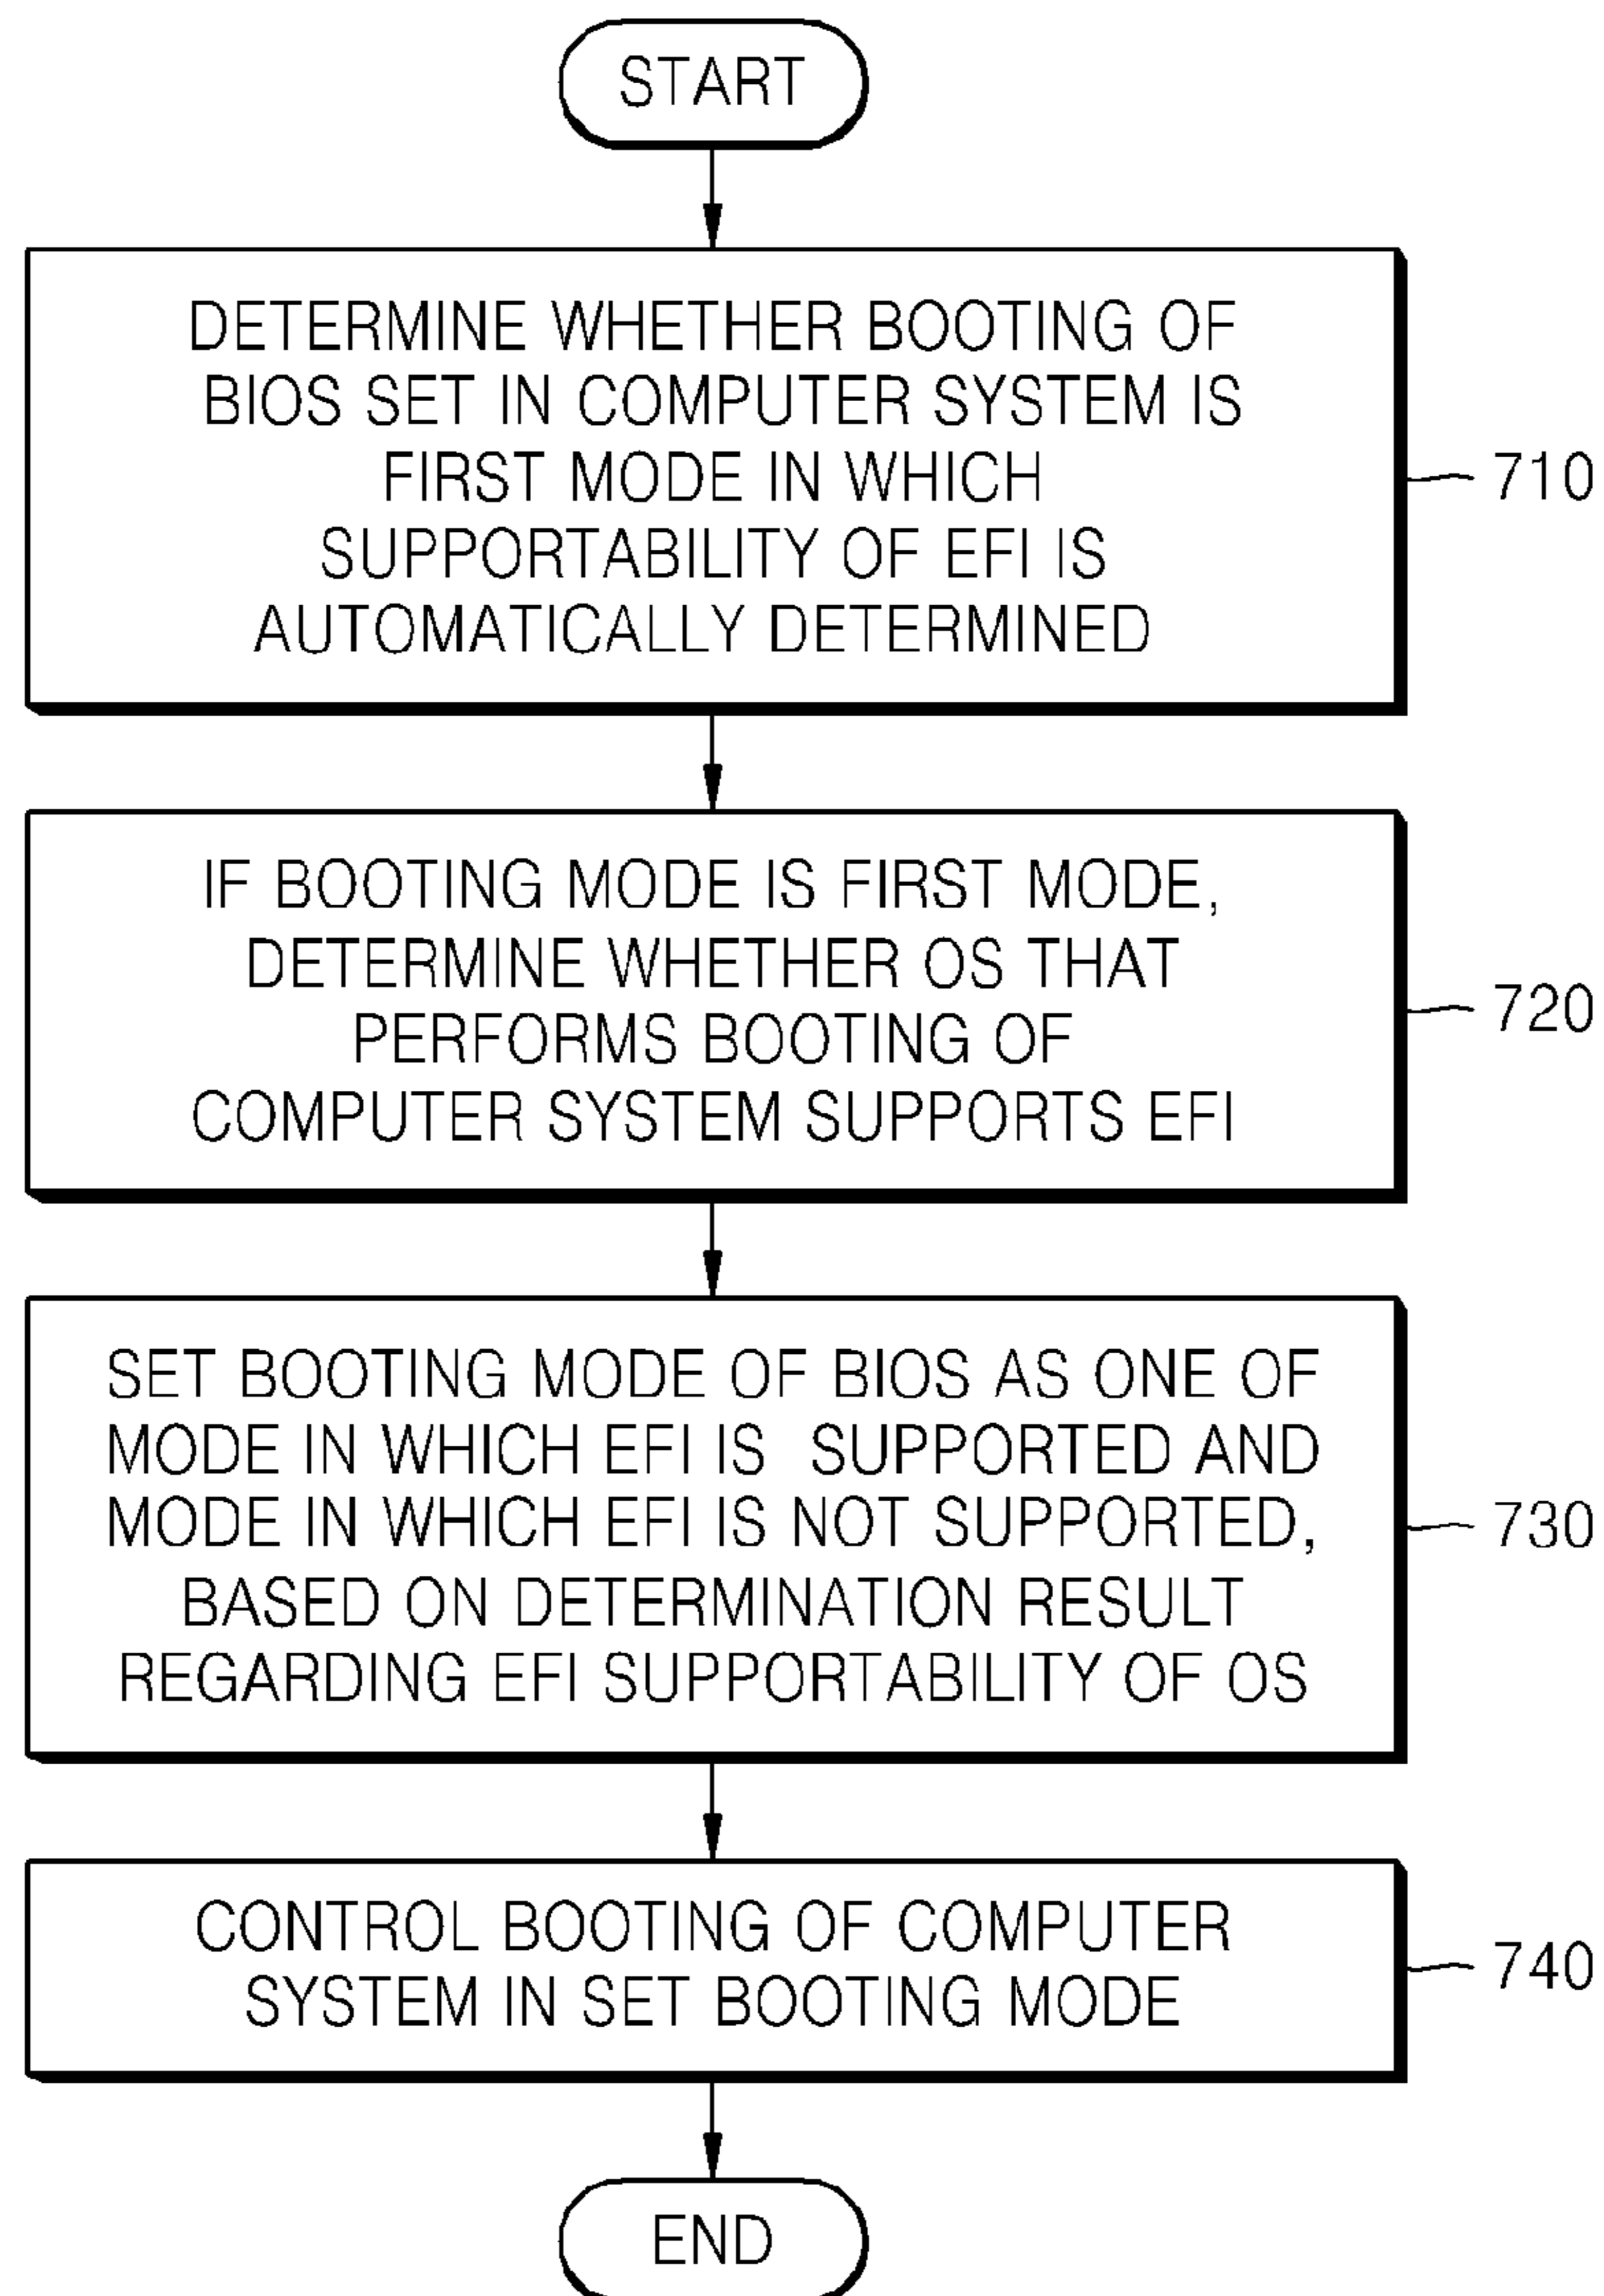 START
DETERMINE WHETHER BOOTING OF
BIOS SET IN COMPUTER SYSTEM IS
FIRST MODE IN WHICH
SUPPORTABILITY OF EFI IS
AUTOMATICALLY DETERMINED
710
IF BOOTING MODE IS FIRST MODE,
DETERMINE WHETHER OS THAT
PERFORMS BOOTING OF
COMPUTER SYSTEM SUPPORTS EFI
720
SET BOOTING MODE OF BIOS AS ONE OF
MODE IN WHICH EFI IS SUPPORTED AND
MODE IN WHICH EFI IS NOT SUPPORTED,
BASED ON DETERMINATION RESULT
REGARDING EFI SUPPORTABILITY OF OS
730
CONTROL BOOTING OF COMPUTER
SYSTEM IN SET BOOTING MODE
740
END